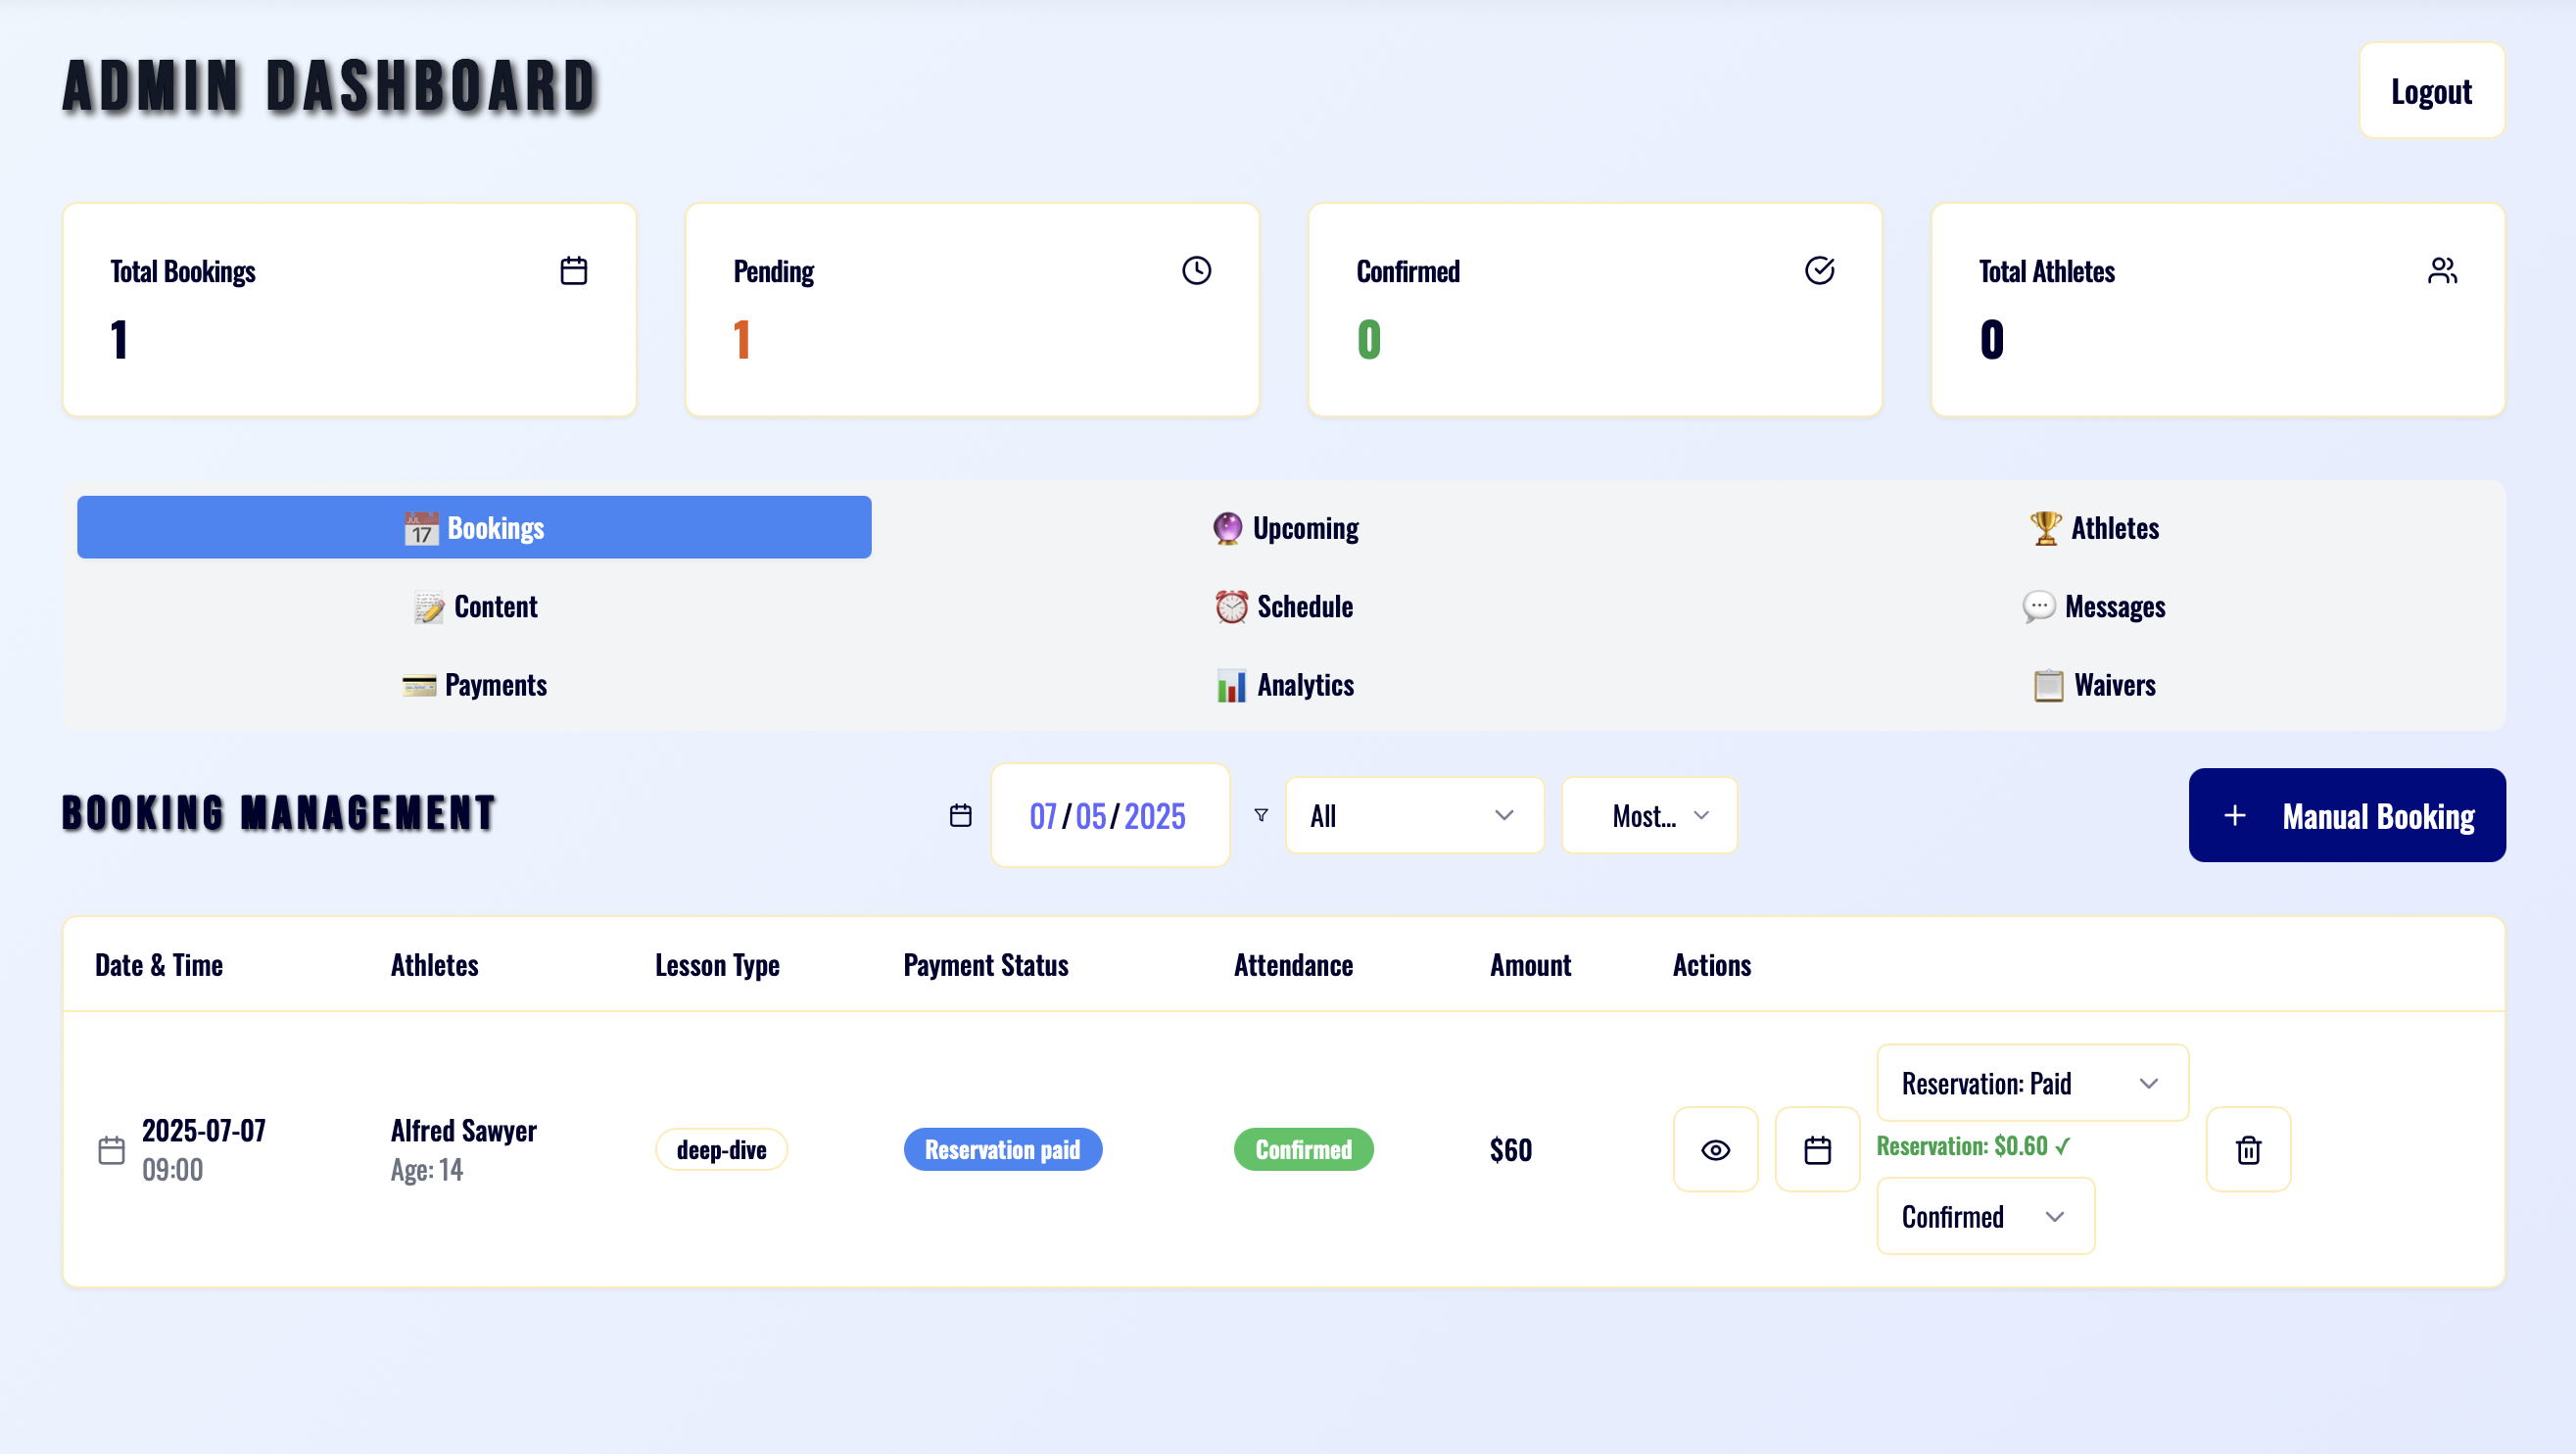 ADMIN DASHBOARD
Logout
Total Bookings
1
Pending
1
Confirmed
0
Total Athletes
0
JUL 17 Bookings
Upcoming
Athletes
Content
Schedule
Messages
Payments
Analytics
Waivers
BOOKING MANAGEMENT
07/05/2025
All
Most...
+ Manual Booking
Date & Time Athletes Lesson Type Payment Status Attendance Amount Actions
2025-07-07
09:00
Alfred Sawyer
Age: 14
deep-dive
Reservation paid
Confirmed
$60
Reservation: Paid
Reservation: $0.60 ✓
Confirmed